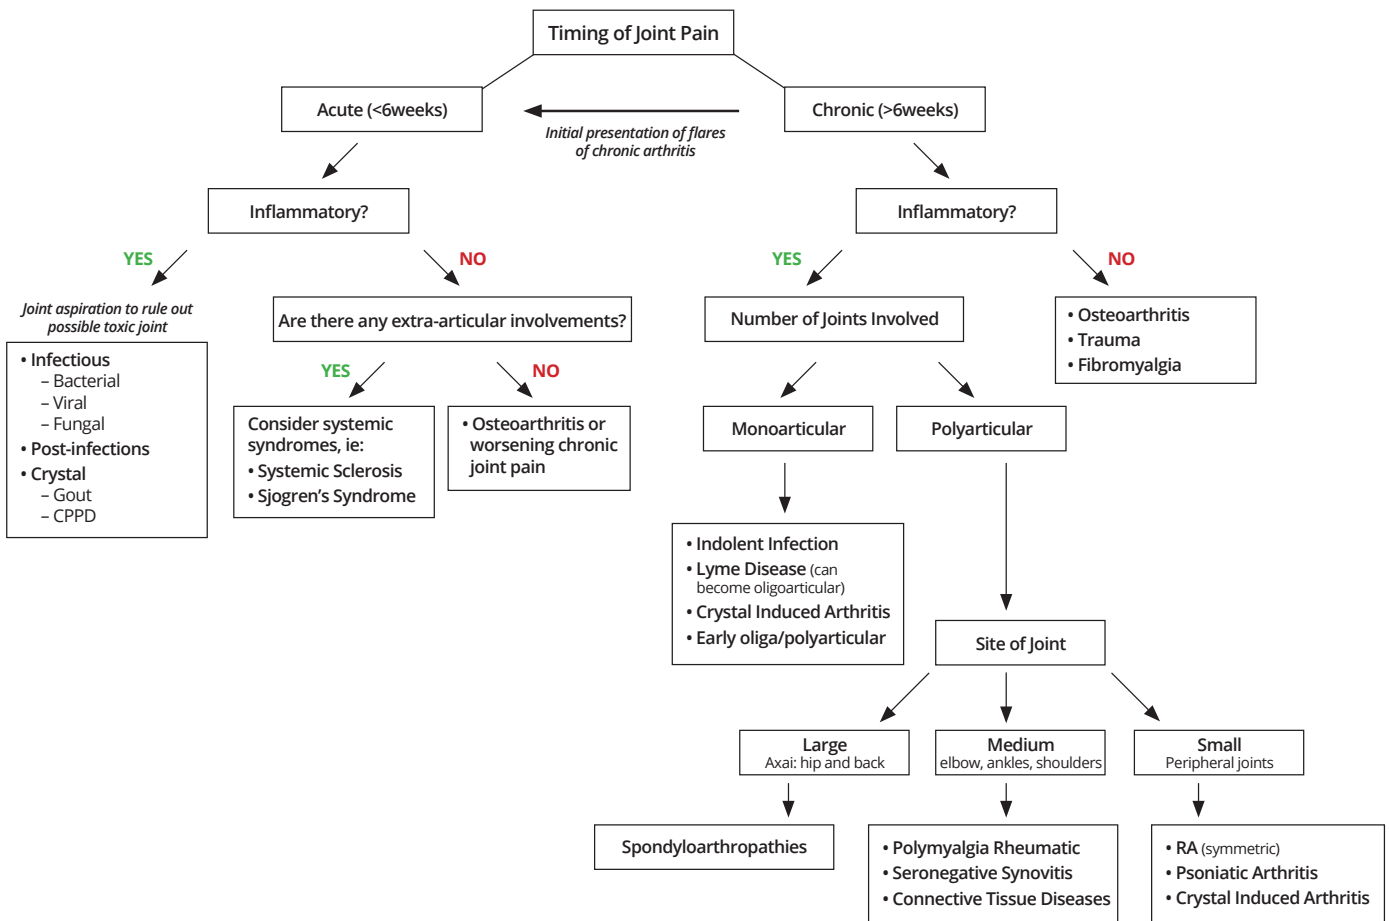 Timing of Joint Pain
Acute (<6weeks)
Initial presentation of flares
of chronic arthritis
Chronic (>6weeks)
Inflammatory?
YES
NO
Joint aspiration to rule out
possible toxic joint
• Infectious
– Bacterial
– Viral
– Fungal
• Post-infections
• Crystal
– Gout
– CPPD
Are there any extra-articular involvements?
YES
NO
Consider systemic
syndromes, ie:
• Systemic Sclerosis
• Sjogren's Syndrome
• Osteoarthritis or
worsening chronic
joint pain
Inflammatory?
YES
NO
Number of Joints Involved
• Osteoarthritis
• Trauma
• Fibromyalgia
Monoarticular
Polyarticular
• Indolent Infection
• Lyme Disease (can
become oligoarticular)
• Crystal Induced Arthritis
• Early oliga/polyarticular
Site of Joint
Large
Axai: hip and back
Medium
elbow, ankles, shoulders
Small
Peripheral joints
Spondyloarthropathies
• Polymyalgia Rheumatic
• Seronegative Synovitis
• Connective Tissue Diseases
• RA (symmetric)
• Psoniatic Arthritis
• Crystal Induced Arthritis